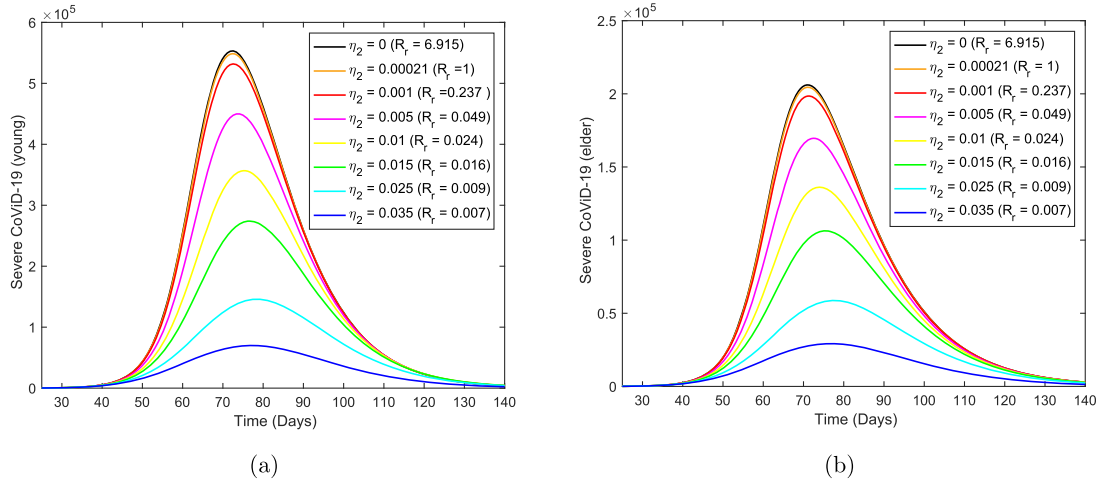 ×10⁵
6
5
4
3
2
1
0
Severe CoViD-19 (young)
30 40 50 60 70 80 90 100 110 120 130 140
Time (Days)
η₂ = 0 (Rᵣ = 6.915)
η₂ = 0.00021 (Rᵣ =1)
η₂ = 0.001 (Rᵣ =0.237 )
η₂ = 0.005 (Rᵣ = 0.049)
η₂ = 0.01 (Rᵣ = 0.024)
η₂ = 0.015 (Rᵣ = 0.016)
η₂ = 0.025 (Rᵣ = 0.009)
η₂ = 0.035 (Rᵣ = 0.007)
(a)
×10⁵
2.5
2
1.5
1
0.5
0
Severe CoViD-19 (elder)
30 40 50 60 70 80 90 100 110 120 130 140
Time (Days)
η₂ = 0 (Rᵣ = 6.915)
η₂ = 0.00021 (Rᵣ = 1)
η₂ = 0.001 (Rᵣ = 0.237)
η₂ = 0.005 (Rᵣ = 0.049)
η₂ = 0.01 (Rᵣ = 0.024)
η₂ = 0.015 (Rᵣ = 0.016)
η₂ = 0.025 (Rᵣ = 0.009)
η₂ = 0.035 (Rᵣ = 0.007)
(b)